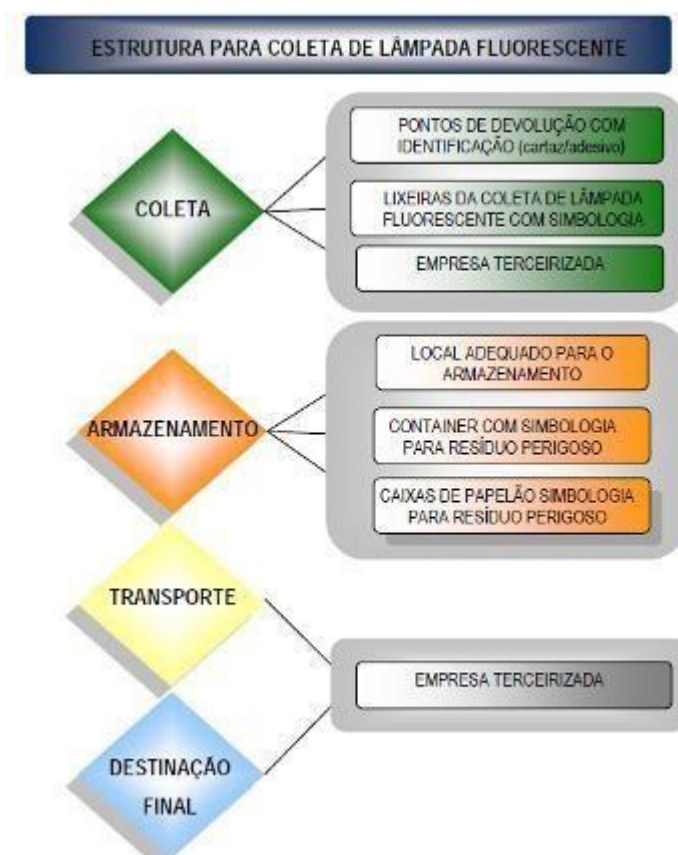 ESTRUTURA PARA COLETA DE LÂMPADA FLUORESCENTE
COLETA
PONTOS DE DEVOLUÇÃO COM
IDENTIFICAÇÃO (cartaz/adesivo)
LIXEIRAS DA COLETA DE LÂMPADA
FLUORESCENTE COM SIMBOLOGIA
EMPRESA TERCEIRIZADA
ARMAZENAMENTO
LOCAL ADEQUADO PARA O
ARMAZENAMENTO
CONTAINER COM SIMBOLOGIA
PARA RESÍDUO PERIGOSO
CAIXAS DE PAPELÃO SIMBOLOGIA
PARA RESÍDUO PERIGOSO
TRANSPORTE
EMPRESA TERCEIRIZADA
DESTINAÇÃO
FINAL